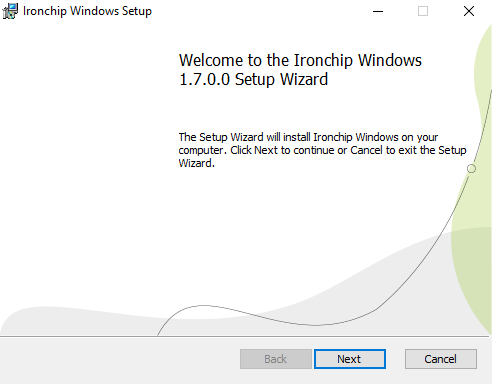 Ironchip Windows Setup
Welcome to the Ironchip Windows
1.7.0.0 Setup Wizard
The Setup Wizard will install Ironchip Windows on your
computer. Click Next to continue or Cancel to exit the Setup
Wizard.
Back Next Cancel